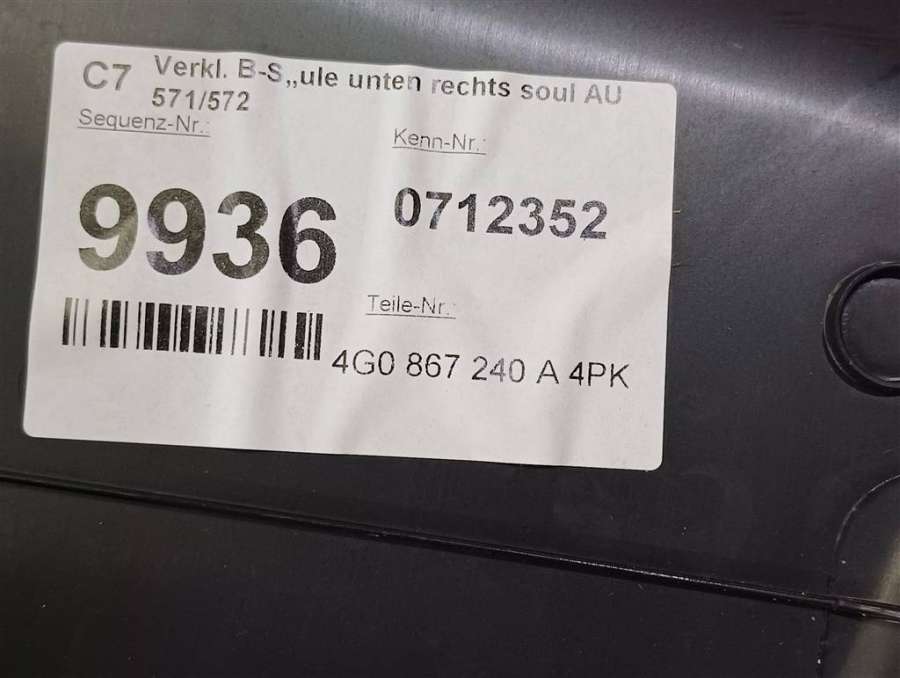 C7 Verkl. B-S„ule unten rechts soul AU
571/572
Sequenz-Nr.:
Kenn-Nr.:
9936
0712352
Teile-Nr.:
4G0 867 240 A 4PK